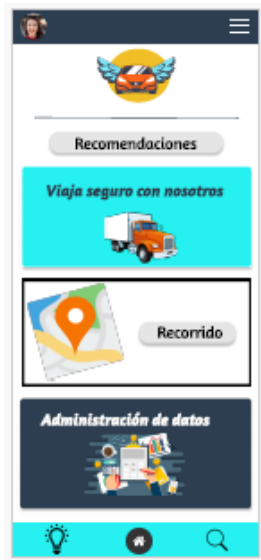 Recomendaciones
Viaja seguro con nosotros
Recorrido
Administración de datos